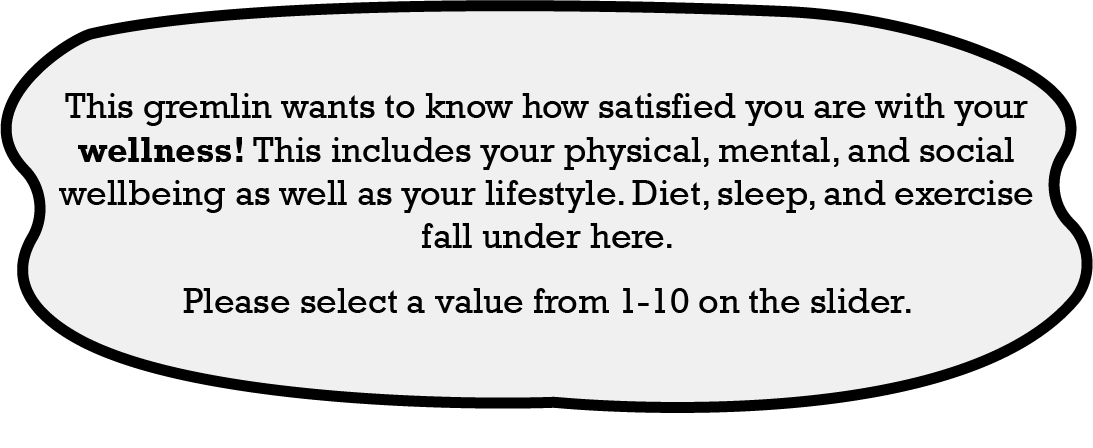 This gremlin wants to know how satisfied you are with your
wellness! This includes your physical, mental, and social
wellbeing as well as your lifestyle. Diet, sleep, and exercise
fall under here.
Please select a value from 1-10 on the slider.